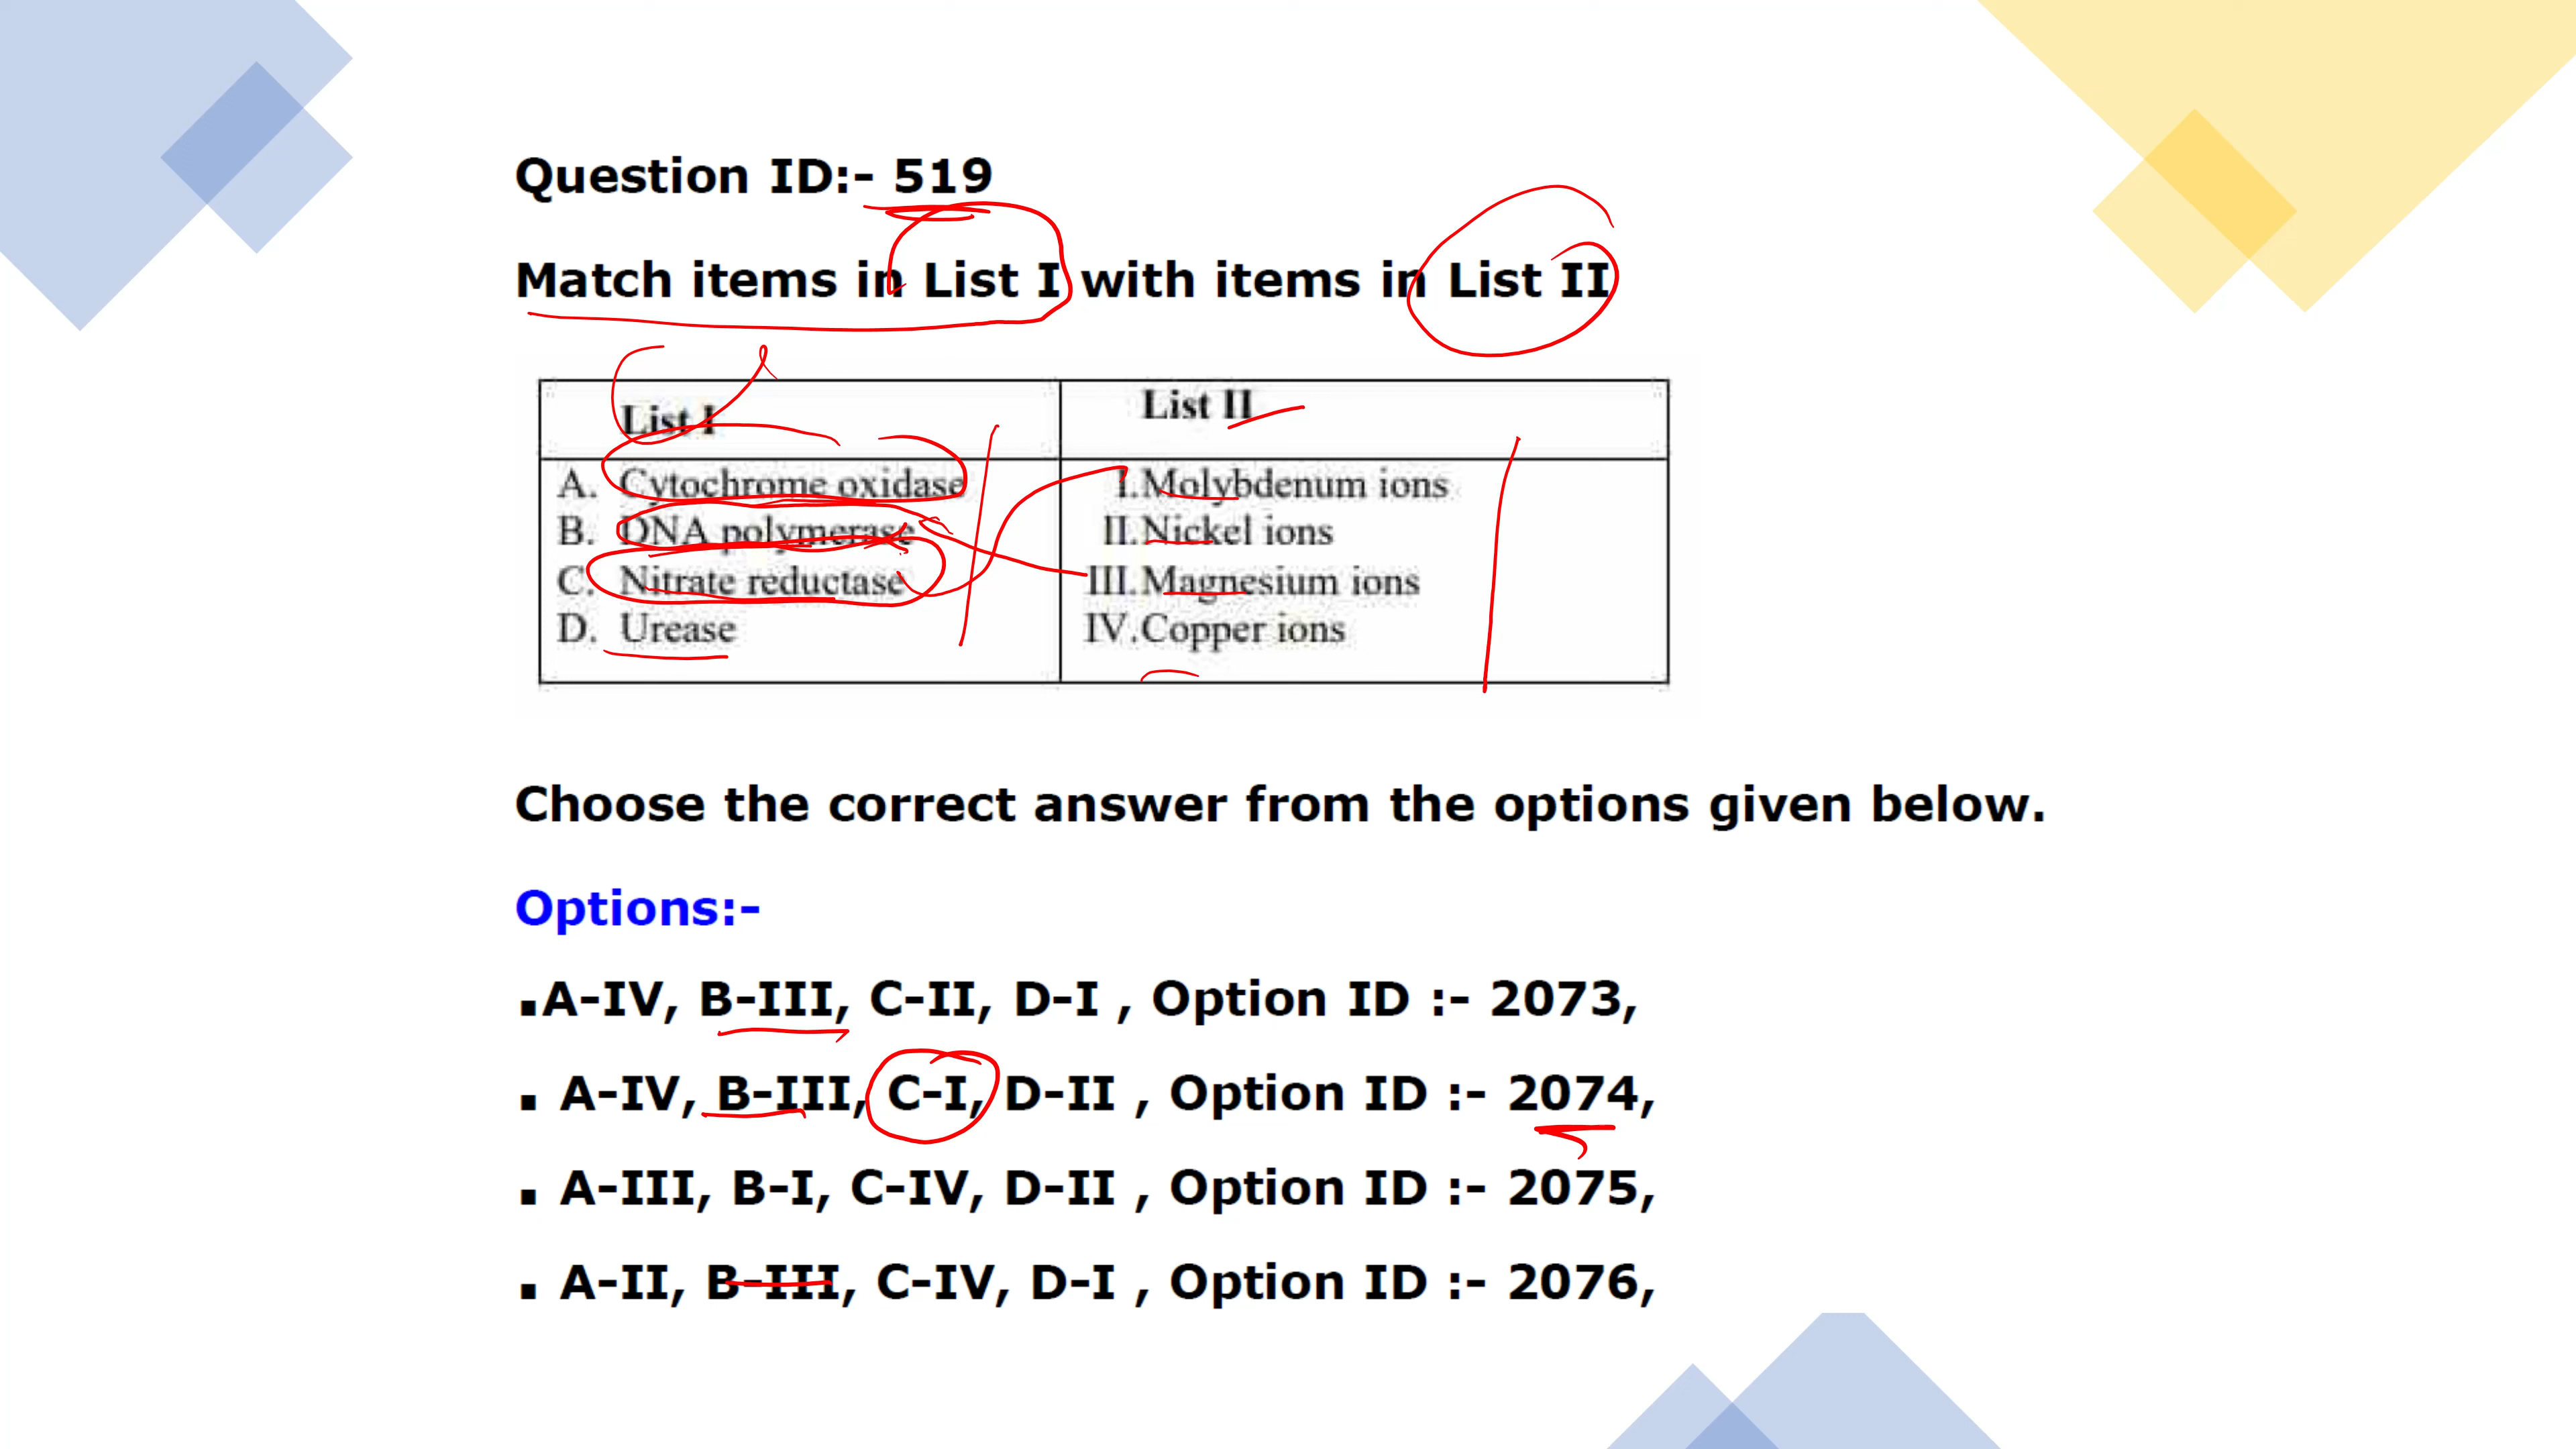 Question ID:- 519
Match items in List I with items in List II
List I
List II
A. Cytochrome oxidase
I. Molybdenum ions
B. DNA polymerase
II. Nickel ions
C. Nitrate reductase
III. Magnesium ions
D. Urease
IV. Copper ions
Choose the correct answer from the options given below.
Options:-
▪A-IV, B-III, C-II, D-I , Option ID :- 2073,
▪ A-IV, B-III, C-I, D-II , Option ID :- 2074,
▪ A-III, B-I, C-IV, D-II , Option ID :- 2075,
▪ A-II, B-III, C-IV, D-I , Option ID :- 2076,